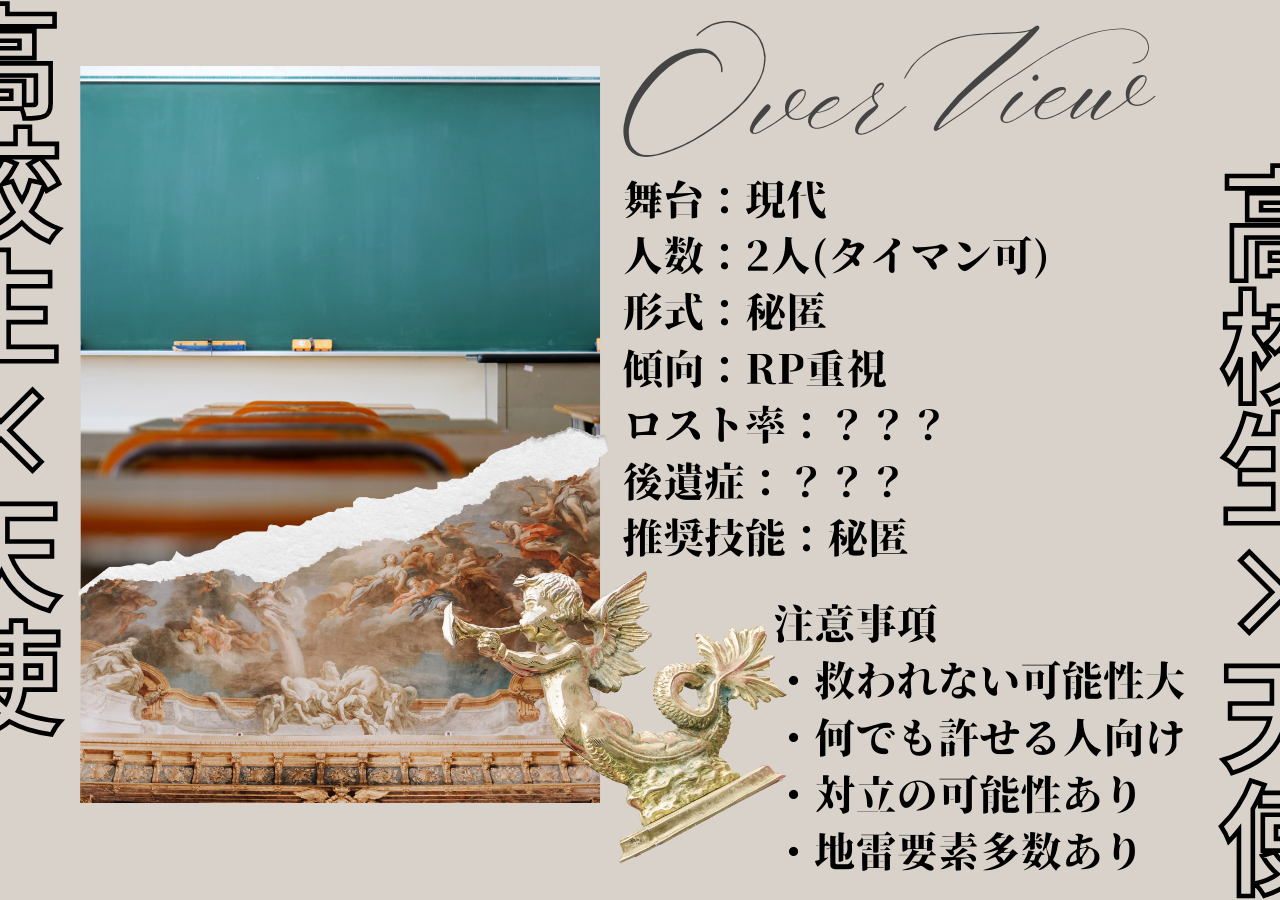 高校生×天使
Over View
舞台：現代
人数：2人(タイマン可)
形式：秘匿
傾向：RP重視
ロスト率：？？？
後遺症：？？？
推奨技能：秘匿
注意事項
・救われない可能性大
・何でも許せる人向け
・対立の可能性あり
・地雷要素多数あり
高校生×天使